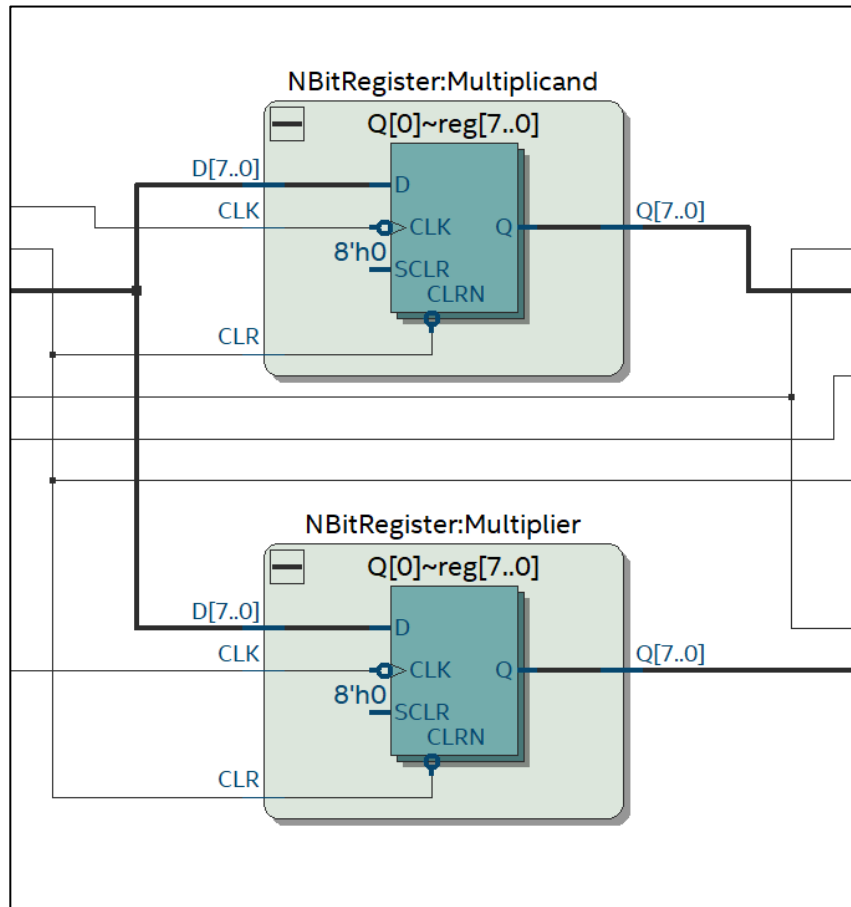 NBitRegister:Multiplicand
Q[0]~reg[7..0]
D[7..0]
D
CLK
CLK
Q
Q[7..0]
8'h0
SCLR
CLRN
CLR
NBitRegister:Multiplier
Q[0]~reg[7..0]
D[7..0]
D
CLK
CLK
Q
Q[7..0]
8'h0
SCLR
CLRN
CLR